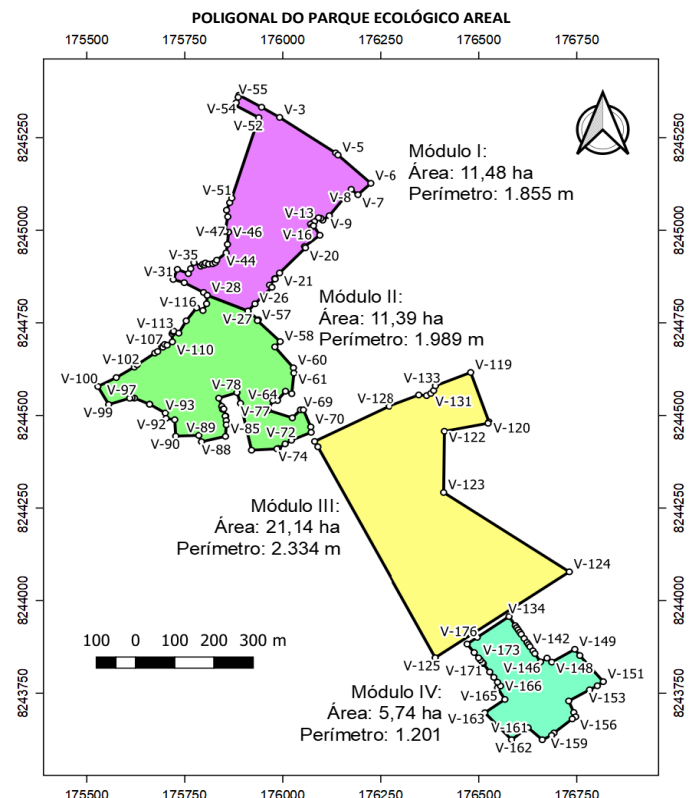 POLIGONAL DO PARQUE ECOLÓGICO AREAL
175500 175750 176000 176250 176500 176750
V-55
V-54
V-3
V-52
8245250
8245250
V-5
Módulo I:
Área: 11,48 ha
Perímetro: 1.855 m
V-6
V-51
V-8
V-7
V-13
V-9
8245000
8245000
V-47
V-46
V-16
V-20
V-35
V-44
V-31
V-21
V-28
V-26
Módulo II:
Área: 11,39 ha
Perímetro: 1.989 m
V-116
V-27
V-57
8244750
8244750
V-113
V-58
V-107
V-110
V-102
V-60
V-133
V-119
V-100
V-61
V-97
V-78
V-64
V-131
V-128
V-99
V-93
V-77
V-69
8244500
8244500
V-92
V-70
V-120
V-89
V-85
V-72
V-122
V-90
V-88
V-74
V-123
Módulo III:
Área: 21,14 ha
Perímetro: 2.334 m
8244250
8244250
V-124
8244000
8244000
V-134
V-176
100 0 100 200 300 m
V-125
V-173
V-142
V-149
V-171
V-146
V-148
V-166
V-151
Módulo IV:
Área: 5,74 ha
Perímetro: 1.201
V-165
V-153
8243750
8243750
V-163
V-161
V-156
V-162
V-159
175500 175750 176000 176250 176500 176750